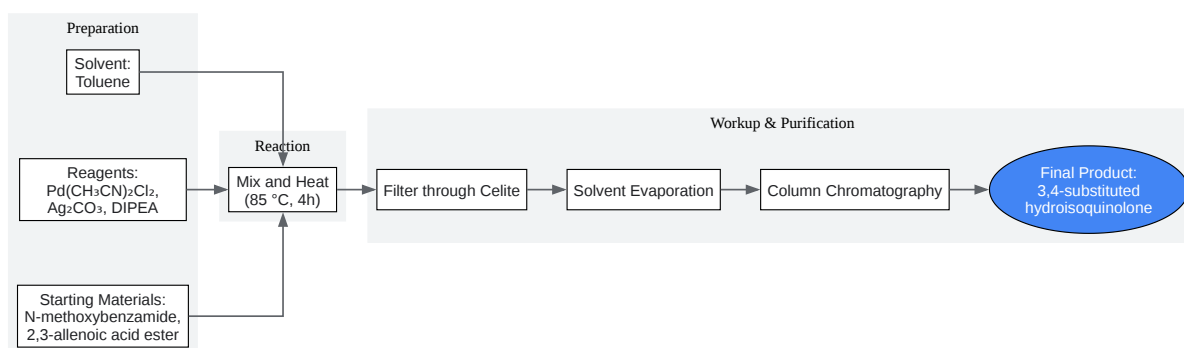 Preparation
Solvent:
Toluene
Reagents:
Pd(CH₃CN)₂Cl₂,
Ag₂CO₃, DIPEA
Starting Materials:
N-methoxybenzamide,
2,3-allenoic acid ester
Reaction
Mix and Heat
(85 °C, 4h)
Workup & Purification
Filter through Celite
Solvent Evaporation
Column Chromatography
Final Product:
3,4-substituted
hydroisoquinolone